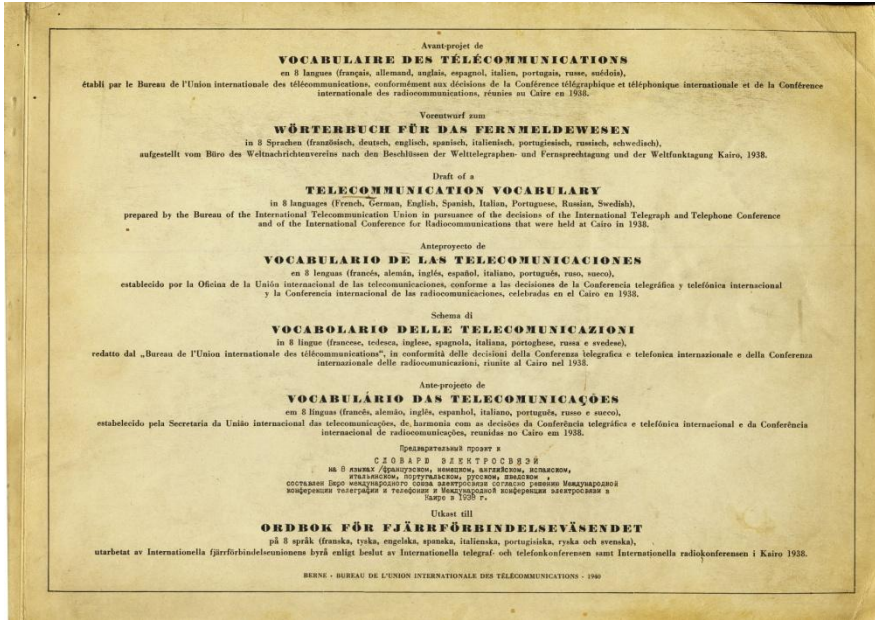 Avant-projet de
VOCABULAIRE DES TÉLÉCOMMUNICATIONS
en 8 langues (français, allemand, anglais, espagnol, italien, portugais, russe, suédois),
établi par le Bureau de l'Union internationale des télécommunications, conformément aux décisions de la Conférence télégraphique et téléphonique internationale et de la Conférence
internationale des radiocommunications, réunies au Caire en 1938.
Vorentwurf zum
WÖRTERBUCH FÜR DAS FERNMELDEWESEN
in 8 Sprachen (französisch, deutsch, englisch, spanisch, italienisch, portugiesisch, russisch, schwedisch),
aufgestellt vom Büro des Weltnachrichtenvereins nach den Beschlüssen der Welttelegraphen- und Fernsprechtagung und der Weltfunktagung Kairo, 1938.
Draft of a
TELECOMMUNICATION VOCABULARY
in 8 languages (French, German, English, Spanish, Italian, Portuguese, Russian, Swedish),
prepared by the Bureau of the International Telecommunication Union in pursuance of the decisions of the International Telegraph and Telephone Conference
and of the International Conference for Radiocommunications that were held at Cairo in 1938.
Anteproyecto de
VOCABULARIO DE LAS TELECOMUNICACIONES
en 8 lenguas (francés, alemán, inglés, español, italiano, portugués, ruso, sueco),
establecido por la Oficina de la Unión internacional de las telecomunicaciones, conforme a las decisiones de la Conferencia telegráfica y telefónica internacional
y la Conferencia internacional de las radiocomunicaciones, celebradas en el Cairo en 1938.
Schema di
VOCABOLARIO DELLE TELECOMUNICAZIONI
in 8 lingue (francese, tedesca, inglese, spagnola, italiana, portoghese, russa e svedese),
redatto dal „Bureau de l'Union internationale des télécommunications", in conformità delle decisioni della Conferenza telegrafica e telefonica internazionale e della Conferenza
internazionale delle radiocomunicazioni, riunite al Cairo nel 1938.
Ante-projecto de
VOCABULÁRIO DAS TELECOMUNICAÇÕES
em 8 línguas (francês, alemão, inglês, espanhol, italiano, português, russo e sueco),
estabelecido pela Secretaria da União internacional das telecomunicações, de harmonia com as decisões da Conferência telegráfica e telefónica internacional e da Conferência
internacional de radiocomunicações, reunidas no Cairo em 1938.
Предварительный проэкт в
СЛОВАРЬ ЭЛЕКТРОСВЯЗИ
на 8 языках /французском, немецком, английском, испанском,
итальянском, португальском, русском, шведском ,
составлен Бюро международного союза электросвязи согласно решению Международной
конференции телеграфии и телефонии и Международной конференции электросвязи в
Каире в 1938 г.
Utkast till
ORDBOK FÖR FJÄRRFÖRBINDELSEVÄSENDET
på 8 språk (franska, tyska, engelska, spanska, italienska, portugisiska, ryska och svenska),
utarbetat av Internationella fjärrförbindelseunionens byrå enligt beslut av Internationella telegraf- och telefonkonferensen samt Internationella radiokonferensen i Kairo 1938.
BERNE - BUREAU DE L'UNION INTERNATIONALE DES TÉLÉCOMMUNICATIONS - 1940